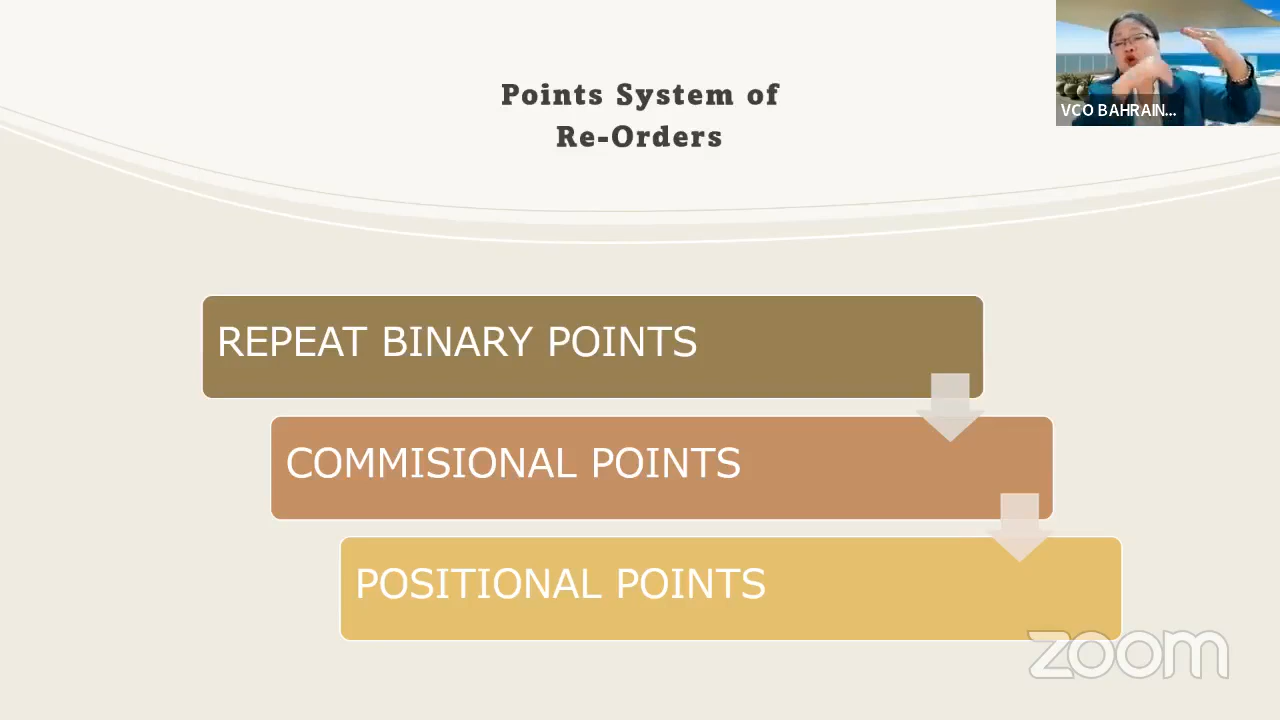 Points System of
Re-Orders
VCO BAHRAIN...
REPEAT BINARY POINTS
COMMISIONAL POINTS
POSITIONAL POINTS
zoom